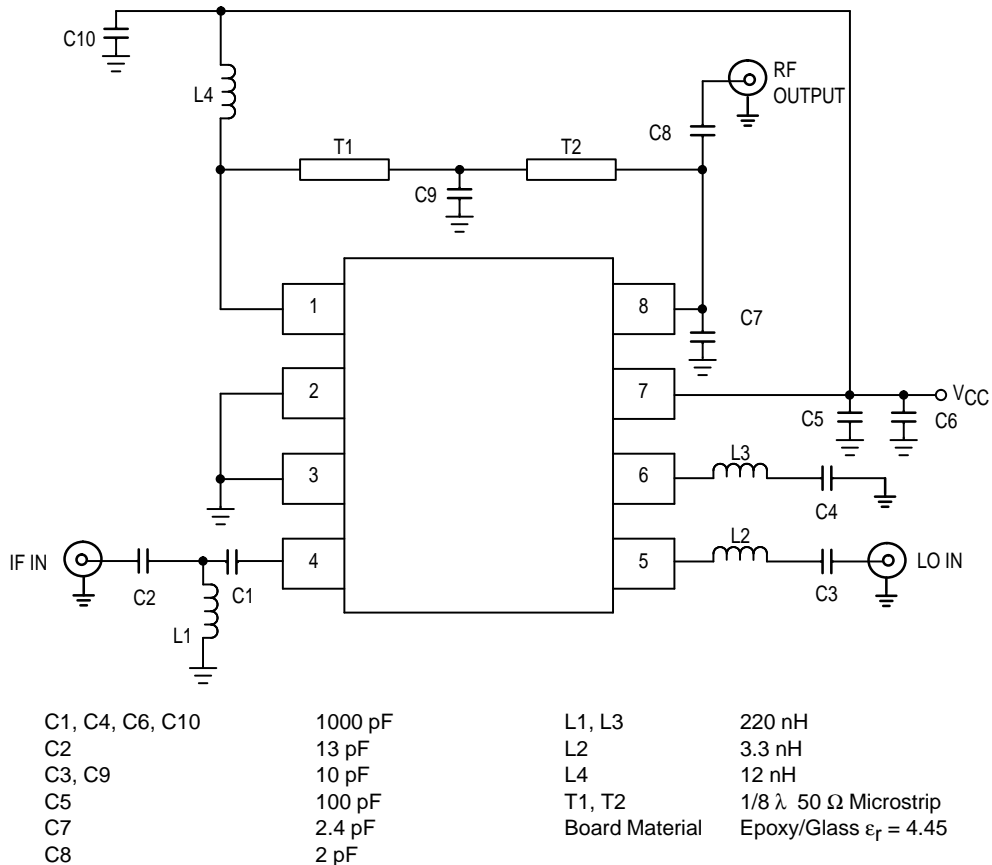 C10
L4
RF
OUTPUT
C8
T1
T2
C9
1
8
C7
2
7
VCC
C5
C6
3
6
L3
C4
IF IN
4
5
L2
LO IN
C2
C1
C3
L1
C1, C4, C6, C10 1000 pF L1, L3 220 nH
C2 13 pF L2 3.3 nH
C3, C9 10 pF L4 12 nH
C5 100 pF T1, T2 1/8 λ 50 Ω Microstrip
C7 2.4 pF Board Material Epoxy/Glass εr = 4.45
C8 2 pF